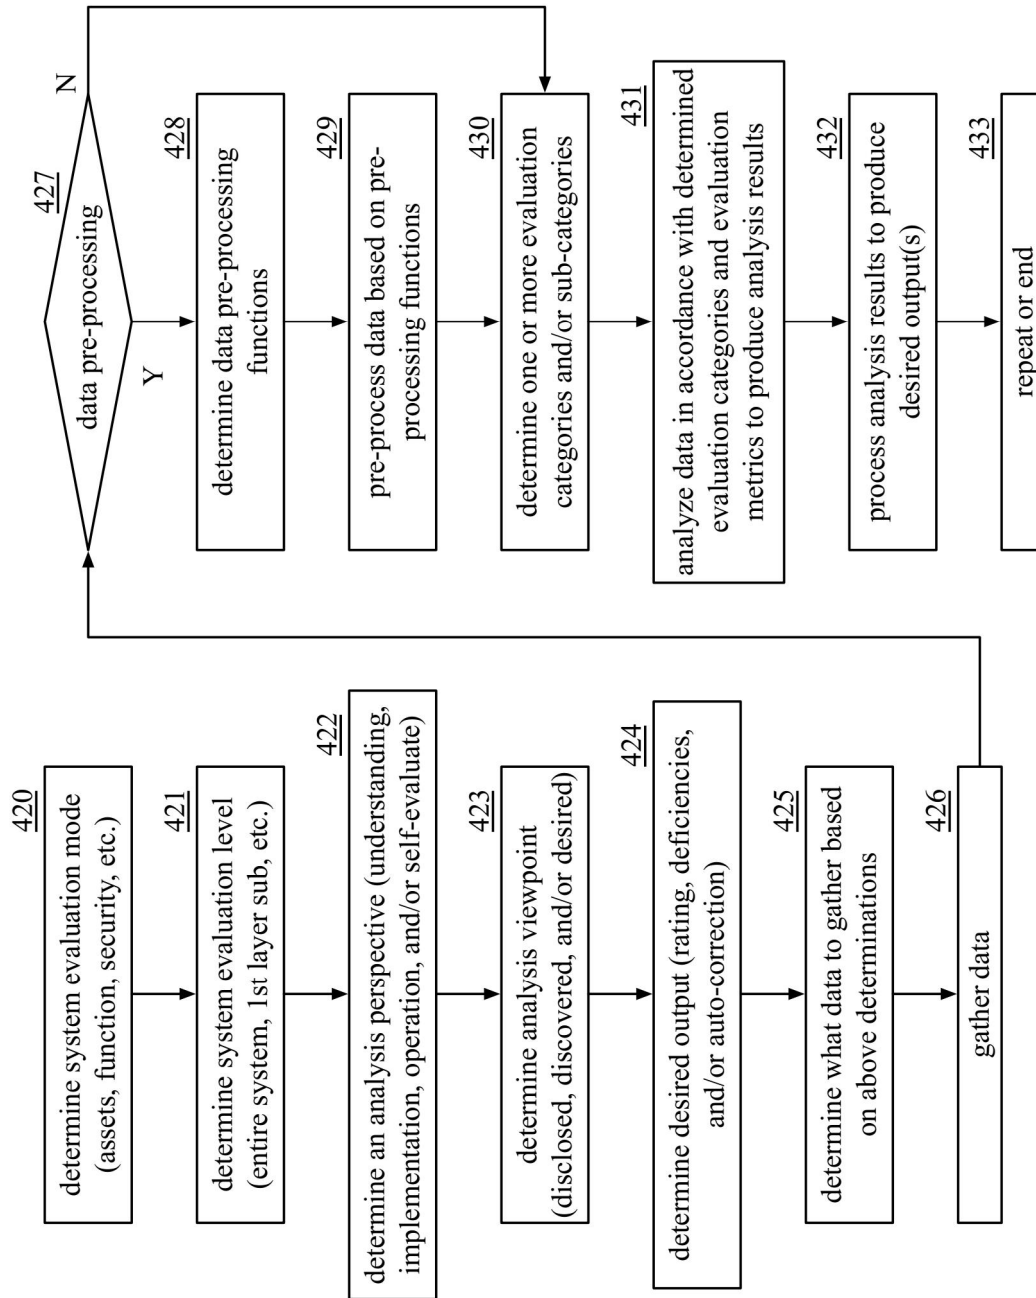 420
determine system evaluation mode
(assets, function, security, etc.)
421
determine system evaluation level
(entire system, 1st layer sub, etc.)
422
determine an analysis perspective (understanding,
implementation, operation, and/or self-evaluate)
423
determine analysis viewpoint
(disclosed, discovered, and/or desired)
424
determine desired output (rating, deficiencies,
and/or auto-correction)
425
determine what data to gather based
on above determinations
426
gather data
427
data pre-processing
N
Y
428
determine data pre-processing
functions
429
pre-process data based on pre-
processing functions
430
determine one or more evaluation
categories and/or sub-categories
431
analyze data in accordance with determined
evaluation categories and evaluation
metrics to produce analysis results
432
process analysis results to produce
desired output(s)
433
repeat or end